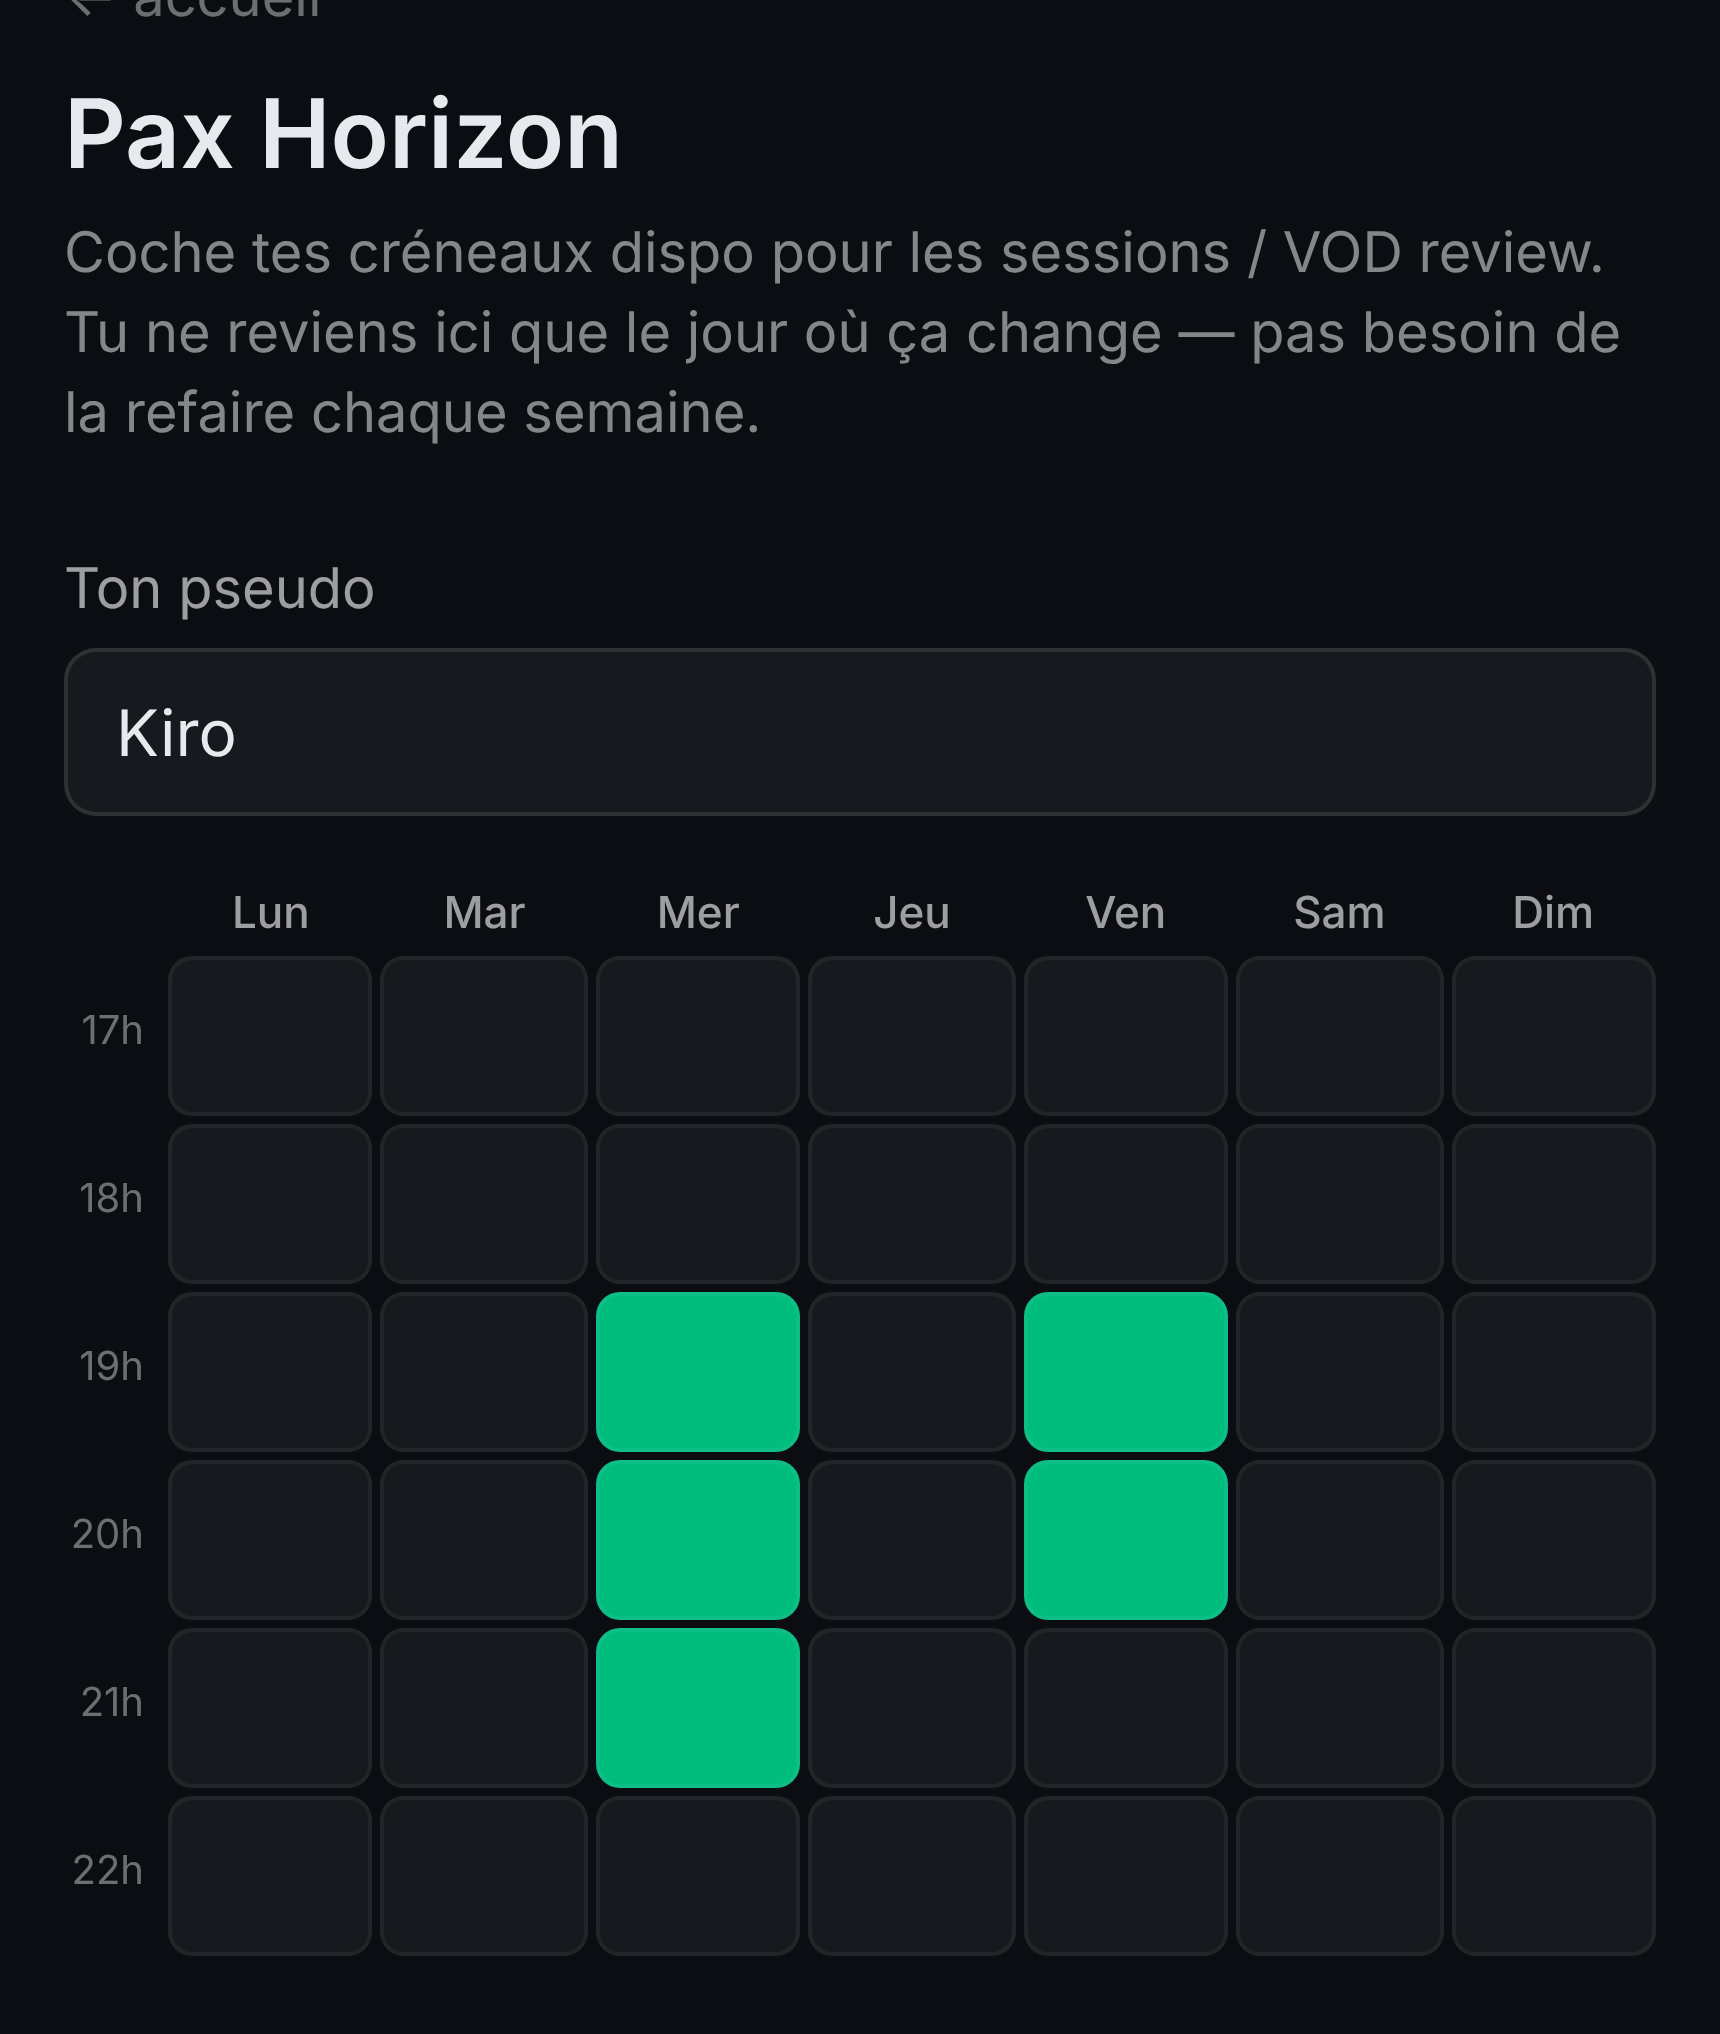 ← accueil
Pax Horizon
Coche tes créneaux dispo pour les sessions / VOD review.
Tu ne reviens ici que le jour où ça change — pas besoin de
la refaire chaque semaine.
Ton pseudo
Kiro
Lun Mar Mer Jeu Ven Sam Dim
17h
18h
19h
20h
21h
22h